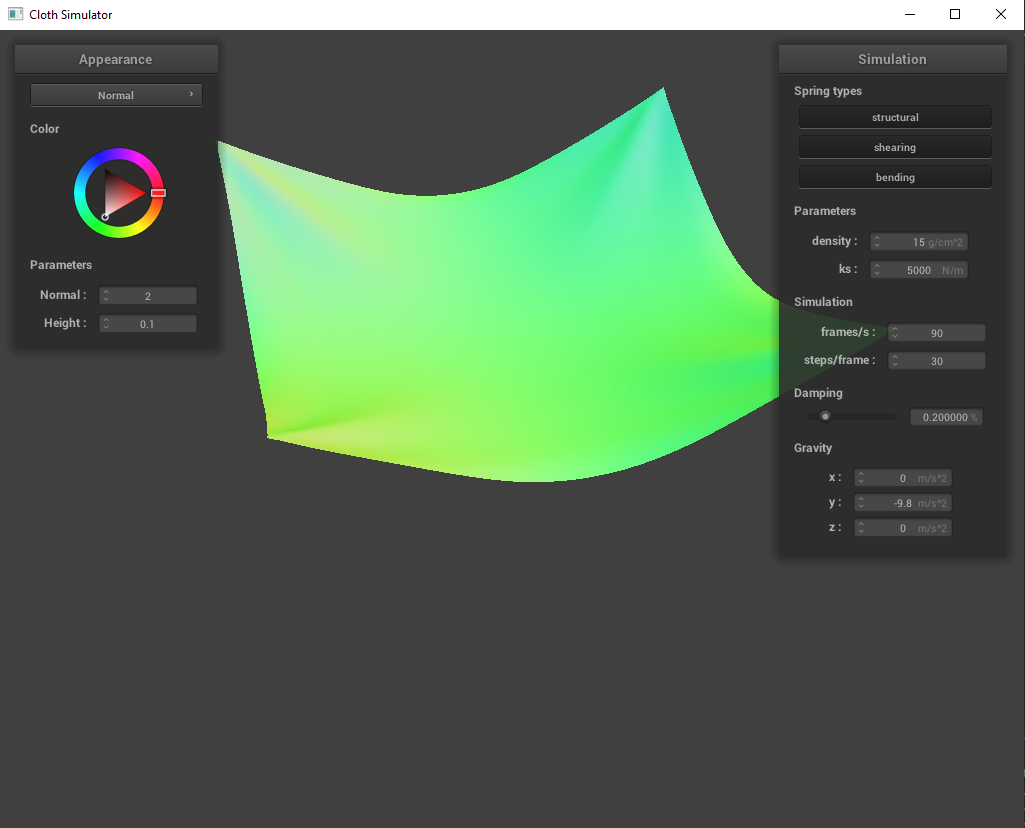 Cloth Simulator
Appearance
Normal
Color
Parameters
Normal : 2
Height : 0.1
Simulation
Spring types
structural
shearing
bending
Parameters
density : 15 g/cm^2
ks : 5000 N/m
Simulation
frames/s : 90
steps/frame : 30
Damping
0.200000 %
Gravity
x : 0 m/s^2
y : -9.8 m/s^2
z : 0 m/s^2